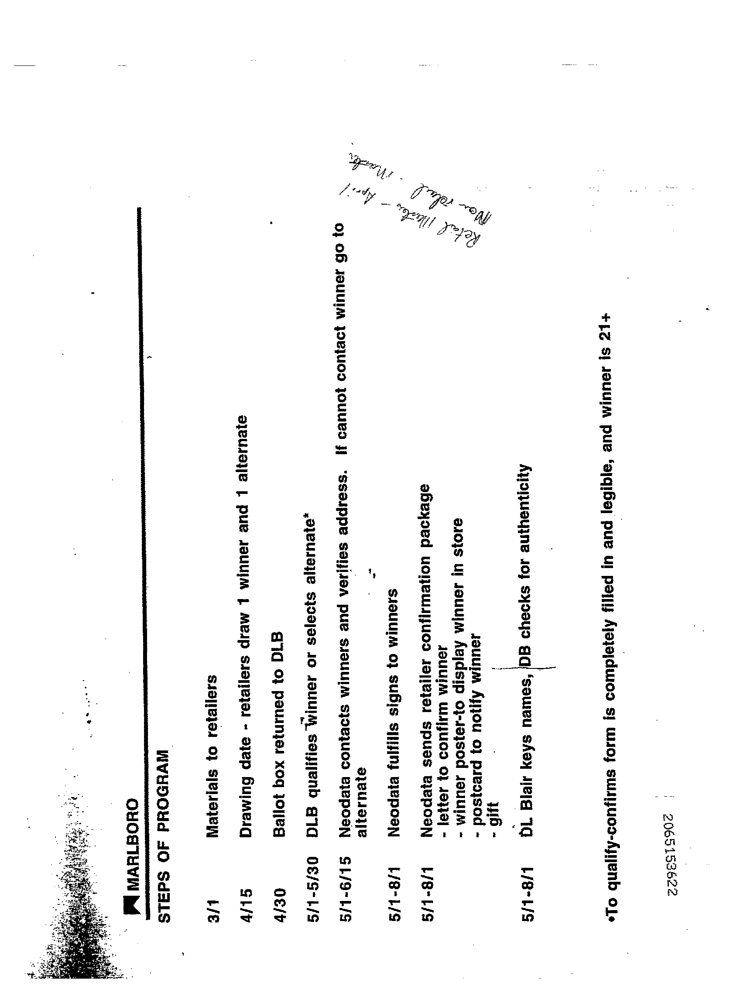 MARLBORO
STEPS OF PROGRAM
3/1 Materials to retailers
4/15 Drawing date - retailers draw 1 winner and 1 alternate
4/30 Ballot box returned to DLB
5/1-5/30 DLB qualifies winner or selects alternate*
5/1-6/15 Neodata contacts winners and verifies address. If cannot contact winner go to
alternate
5/1-8/1 Neodata fulfills signs to winners
5/1-8/1 Neodata sends retailer confirmation package
- letter to confirm winner
- winner poster-to display winner in store
- postcard to notify winner
- gift
5/1-8/1 DL Blair keys names, DB checks for authenticity
•To qualify-confirms form is completely filled in and legible, and winner is 21+
Retail Masters - April
Non retail -
2065153622